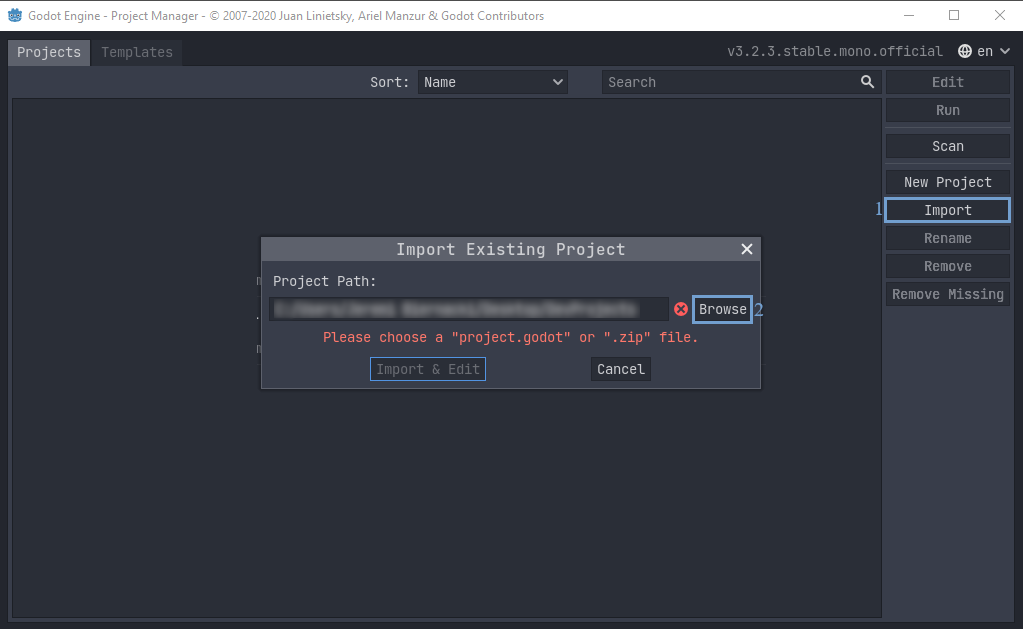 Godot Engine - Project Manager - © 2007-2020 Juan Linietsky, Ariel Manzur & Godot Contributors
Projects Templates v3.2.3.stable.mono.official en
Sort: Name Search Edit
Run
Scan
New Project
1 Import
Rename
Remove
Remove Missing
Import Existing Project
Project Path:
Browse 2
Please choose a "project.godot" or ".zip" file.
Import & Edit Cancel